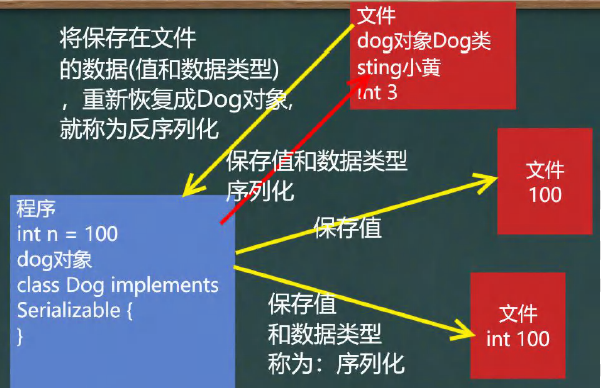 将保存在文件
的数据(值和数据类型)
，重新恢复成Dog对象,
就称为反序列化
文件
dog对象Dog类
sting小黄
int 3
保存值和数据类型
序列化
文件
100
保存值
程序
int n = 100
dog对象
class Dog implements
Serializable {
}
保存值
和数据类型
称为：序列化
文件
int 100